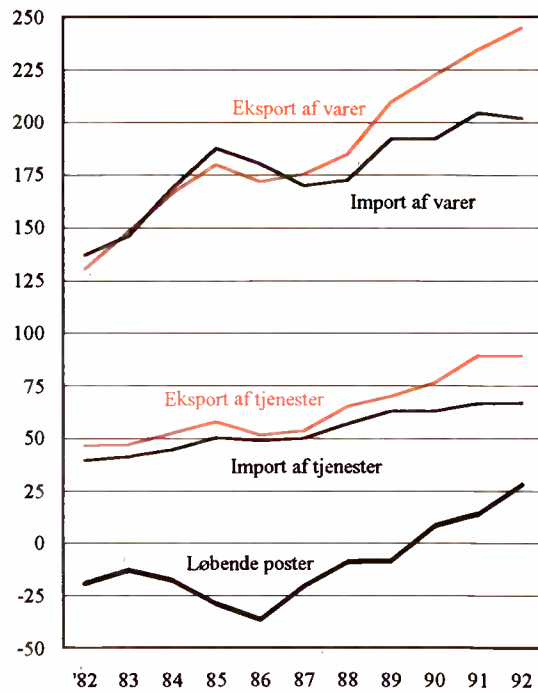 250
225
Eksport af varer
200
175
Import af varer
150
125
100
75
Eksport af tjenester
50
Import af tjenester
25
0
Løbende poster
-25
-50
'82 83 84 85 86 87 88 89 90 91 92